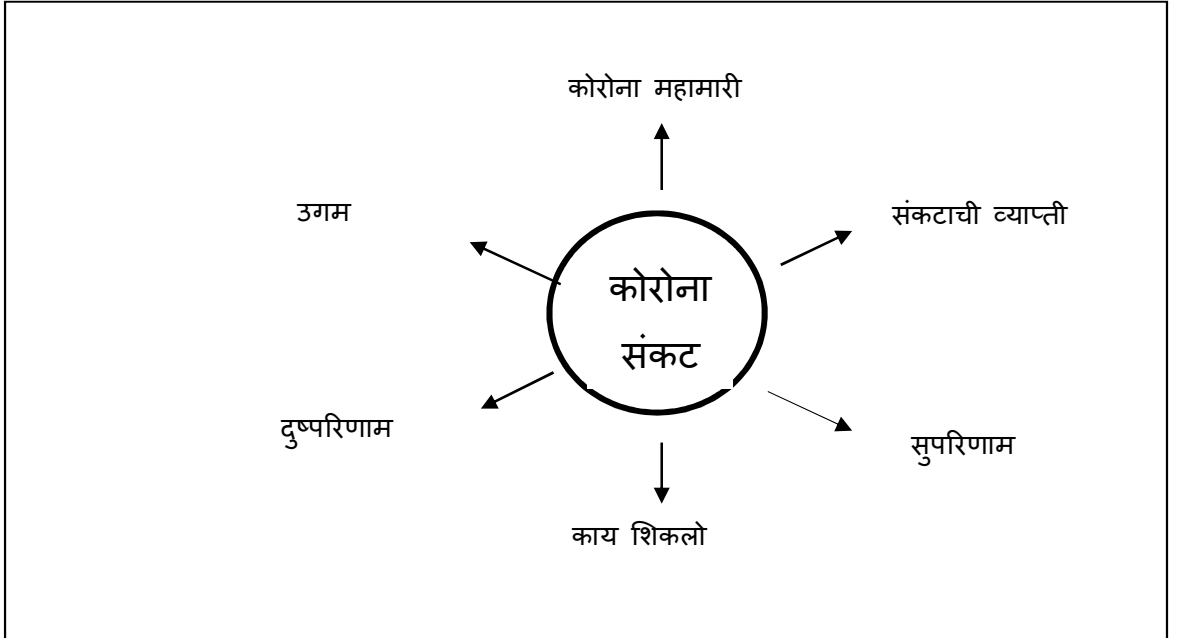 कोरोना महामारी
उगम
संकटाची व्याप्ती
कोरोना
संकट
दुष्परिणाम
सुपरिणाम
काय शिकलो